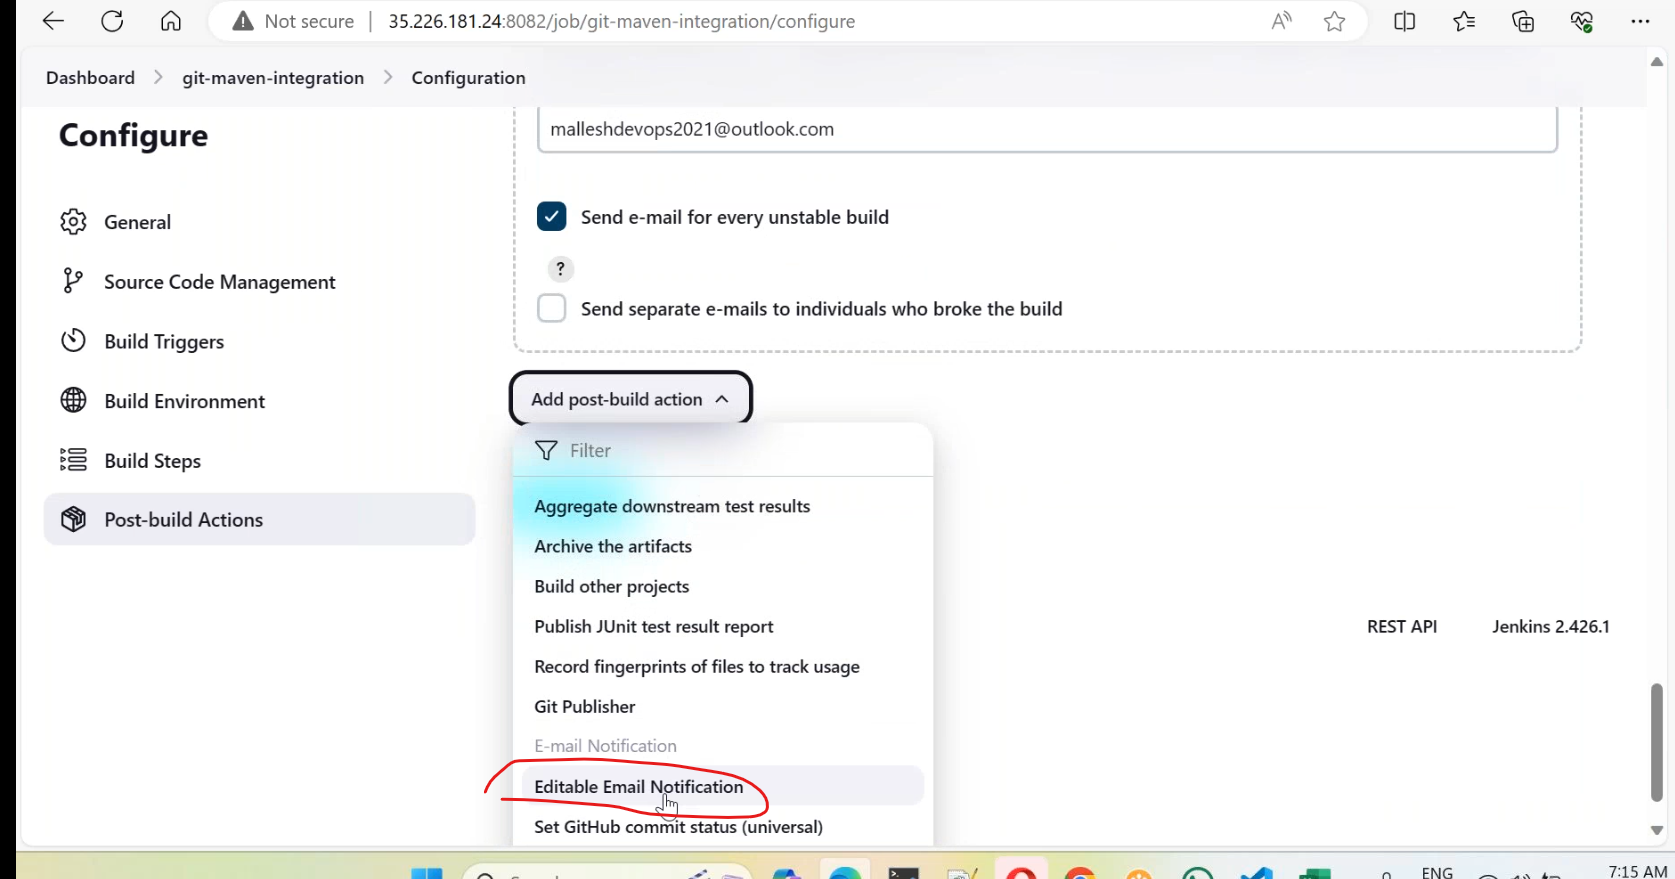 Not secure
35.226.181.24:8082/job/git-maven-integration/configure
Dashboard > git-maven-integration > Configuration
Configure
General
Source Code Management
Build Triggers
Build Environment
Build Steps
Post-build Actions
malleshdevops2021@outlook.com
Send e-mail for every unstable build
?
Send separate e-mails to individuals who broke the build
Add post-build action
Filter
Aggregate downstream test results
Archive the artifacts
Build other projects
Publish JUnit test result report
Record fingerprints of files to track usage
Git Publisher
E-mail Notification
Editable Email Notification
Set GitHub commit status (universal)
REST API
Jenkins 2.426.1
ENG
7:15 AM